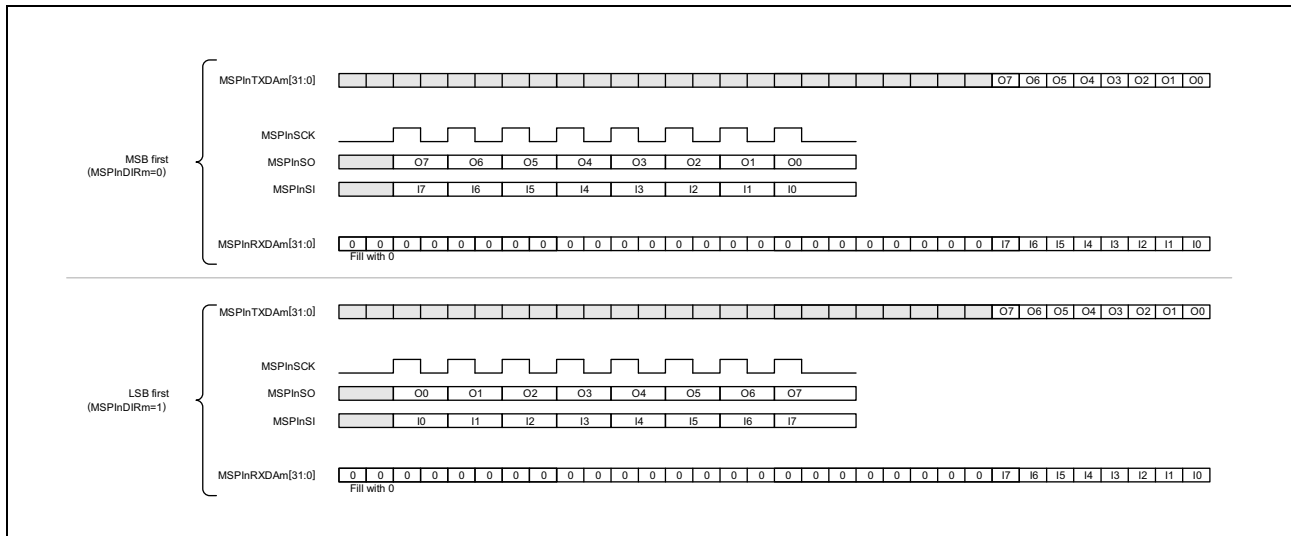 MSPInTXDAm[31:0] O7 O6 O5 O4 O3 O2 O1 O0
MSPInSCK
MSB first
(MSPInDIRm=0)
MSPInSO O7 O6 O5 O4 O3 O2 O1 O0
MSPInSI I7 I6 I5 I4 I3 I2 I1 I0
MSPInRXDAm[31:0] 0 0 0 0 0 0 0 0 0 0 0 0 0 0 0 0 0 0 0 0 0 0 0 0 I7 I6 I5 I4 I3 I2 I1 I0
Fill with 0
MSPInTXDAm[31:0] O7 O6 O5 O4 O3 O2 O1 O0
MSPInSCK
LSB first
(MSPInDIRm=1)
MSPInSO O0 O1 O2 O3 O4 O5 O6 O7
MSPInSI I0 I1 I2 I3 I4 I5 I6 I7
MSPInRXDAm[31:0] 0 0 0 0 0 0 0 0 0 0 0 0 0 0 0 0 0 0 0 0 0 0 0 0 I7 I6 I5 I4 I3 I2 I1 I0
Fill with 0